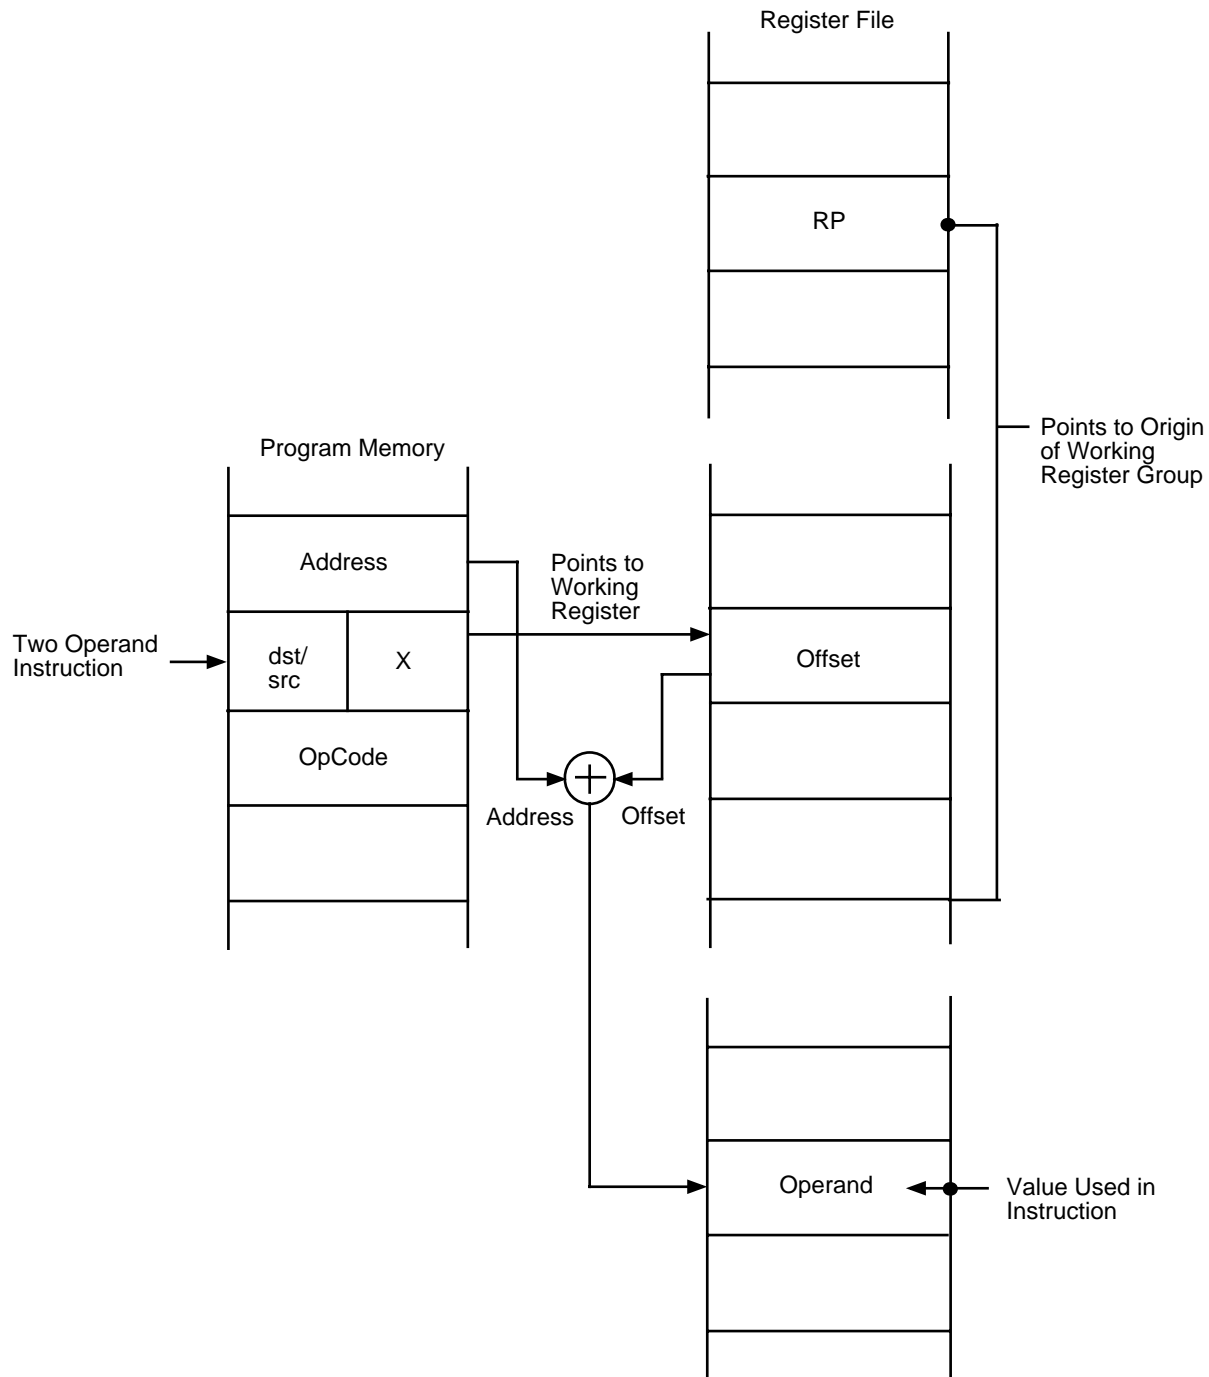 Register File
RP
Points to Origin
of Working
Register Group
Program Memory
Address
Points to
Working
Register
Two Operand
Instruction
dst/
src
X
Offset
OpCode
Address
Offset
Operand
Value Used in
Instruction